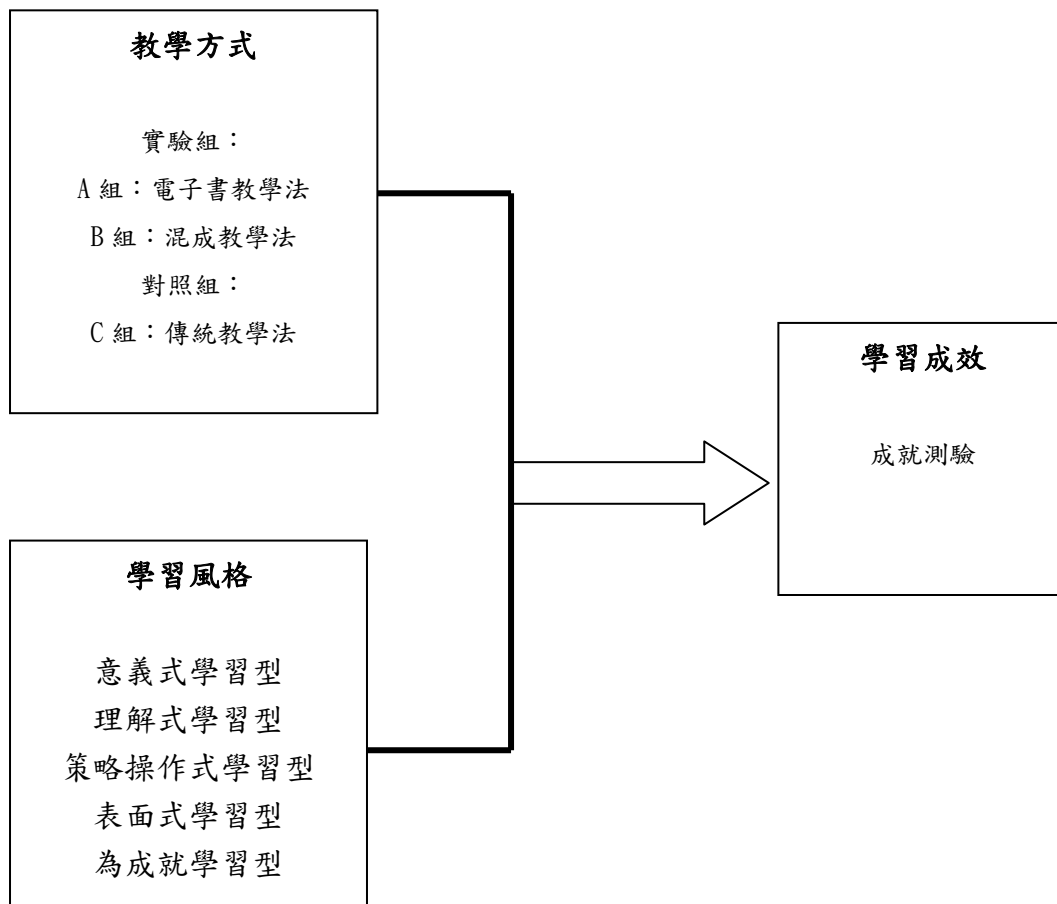 教學方式
實驗組：
A組：電子書教學法
B組：混成教學法
對照組：
C組：傳統教學法
學習成效
成就測驗
學習風格
意義式學習型
理解式學習型
策略操作式學習型
表面式學習型
為成就學習型